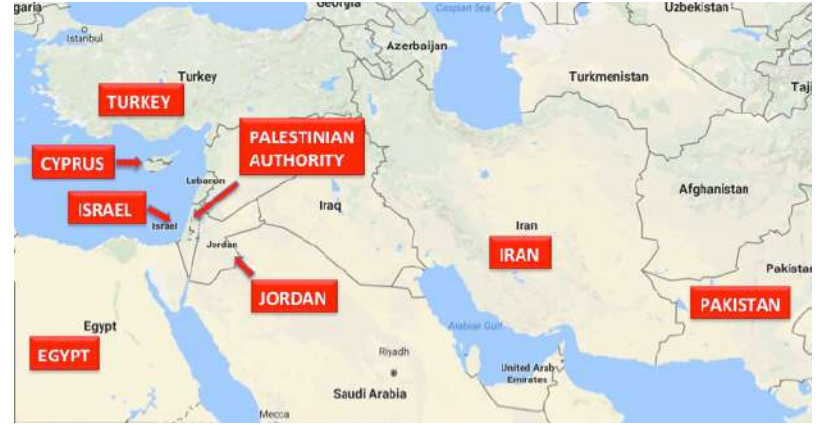 garia
Georgia
Caspian Sea
Uzbekistan
Istanbul
Azerbaijan
Turkey
Turkmenistan
Taji
TURKEY
PALESTINIAN
AUTHORITY
CYPRUS
Lebanon
Afghanistan
ISRAEL
Iraq
Israel
Iran
Jordan
IRAN
Pakistan
JORDAN
PAKISTAN
Egypt
Arabian Gulf
EGYPT
Riyadh
United Arab
Emirates
Saudi Arabia
Mecca